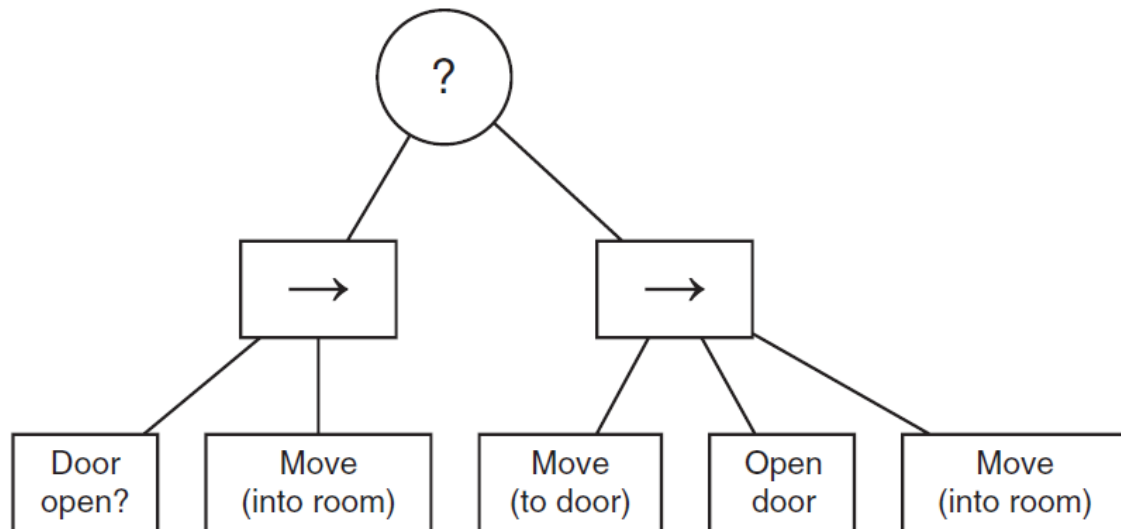 ?
→ →
Door
open?
Move
(into room)
Move
(to door)
Open
door
Move
(into room)